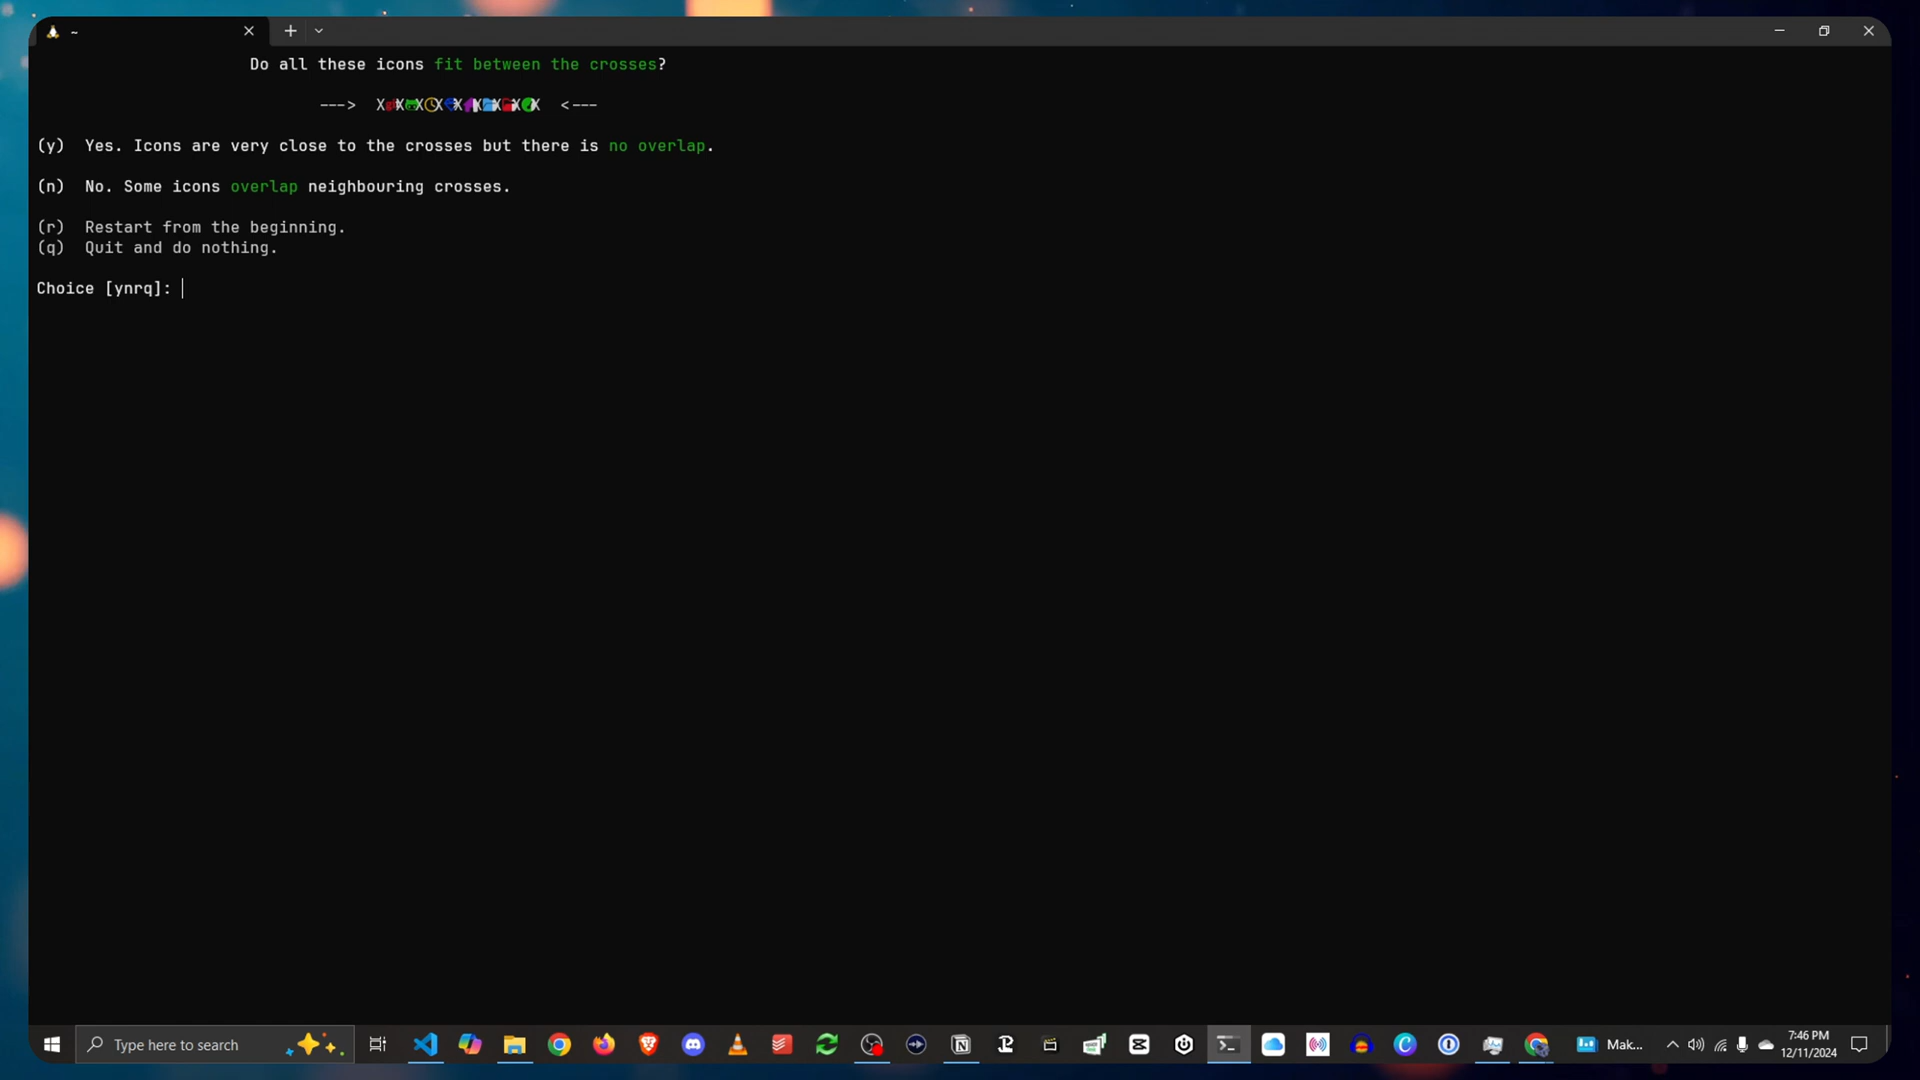 ~
Do all these icons fit between the crosses?
---> XXXXXXXXX <---
(y) Yes. Icons are very close to the crosses but there is no overlap.
(n) No. Some icons overlap neighbouring crosses.
(r) Restart from the beginning.
(q) Quit and do nothing.
Choice [ynrq]:
Type here to search
Mak...
7:46 PM
12/11/2024